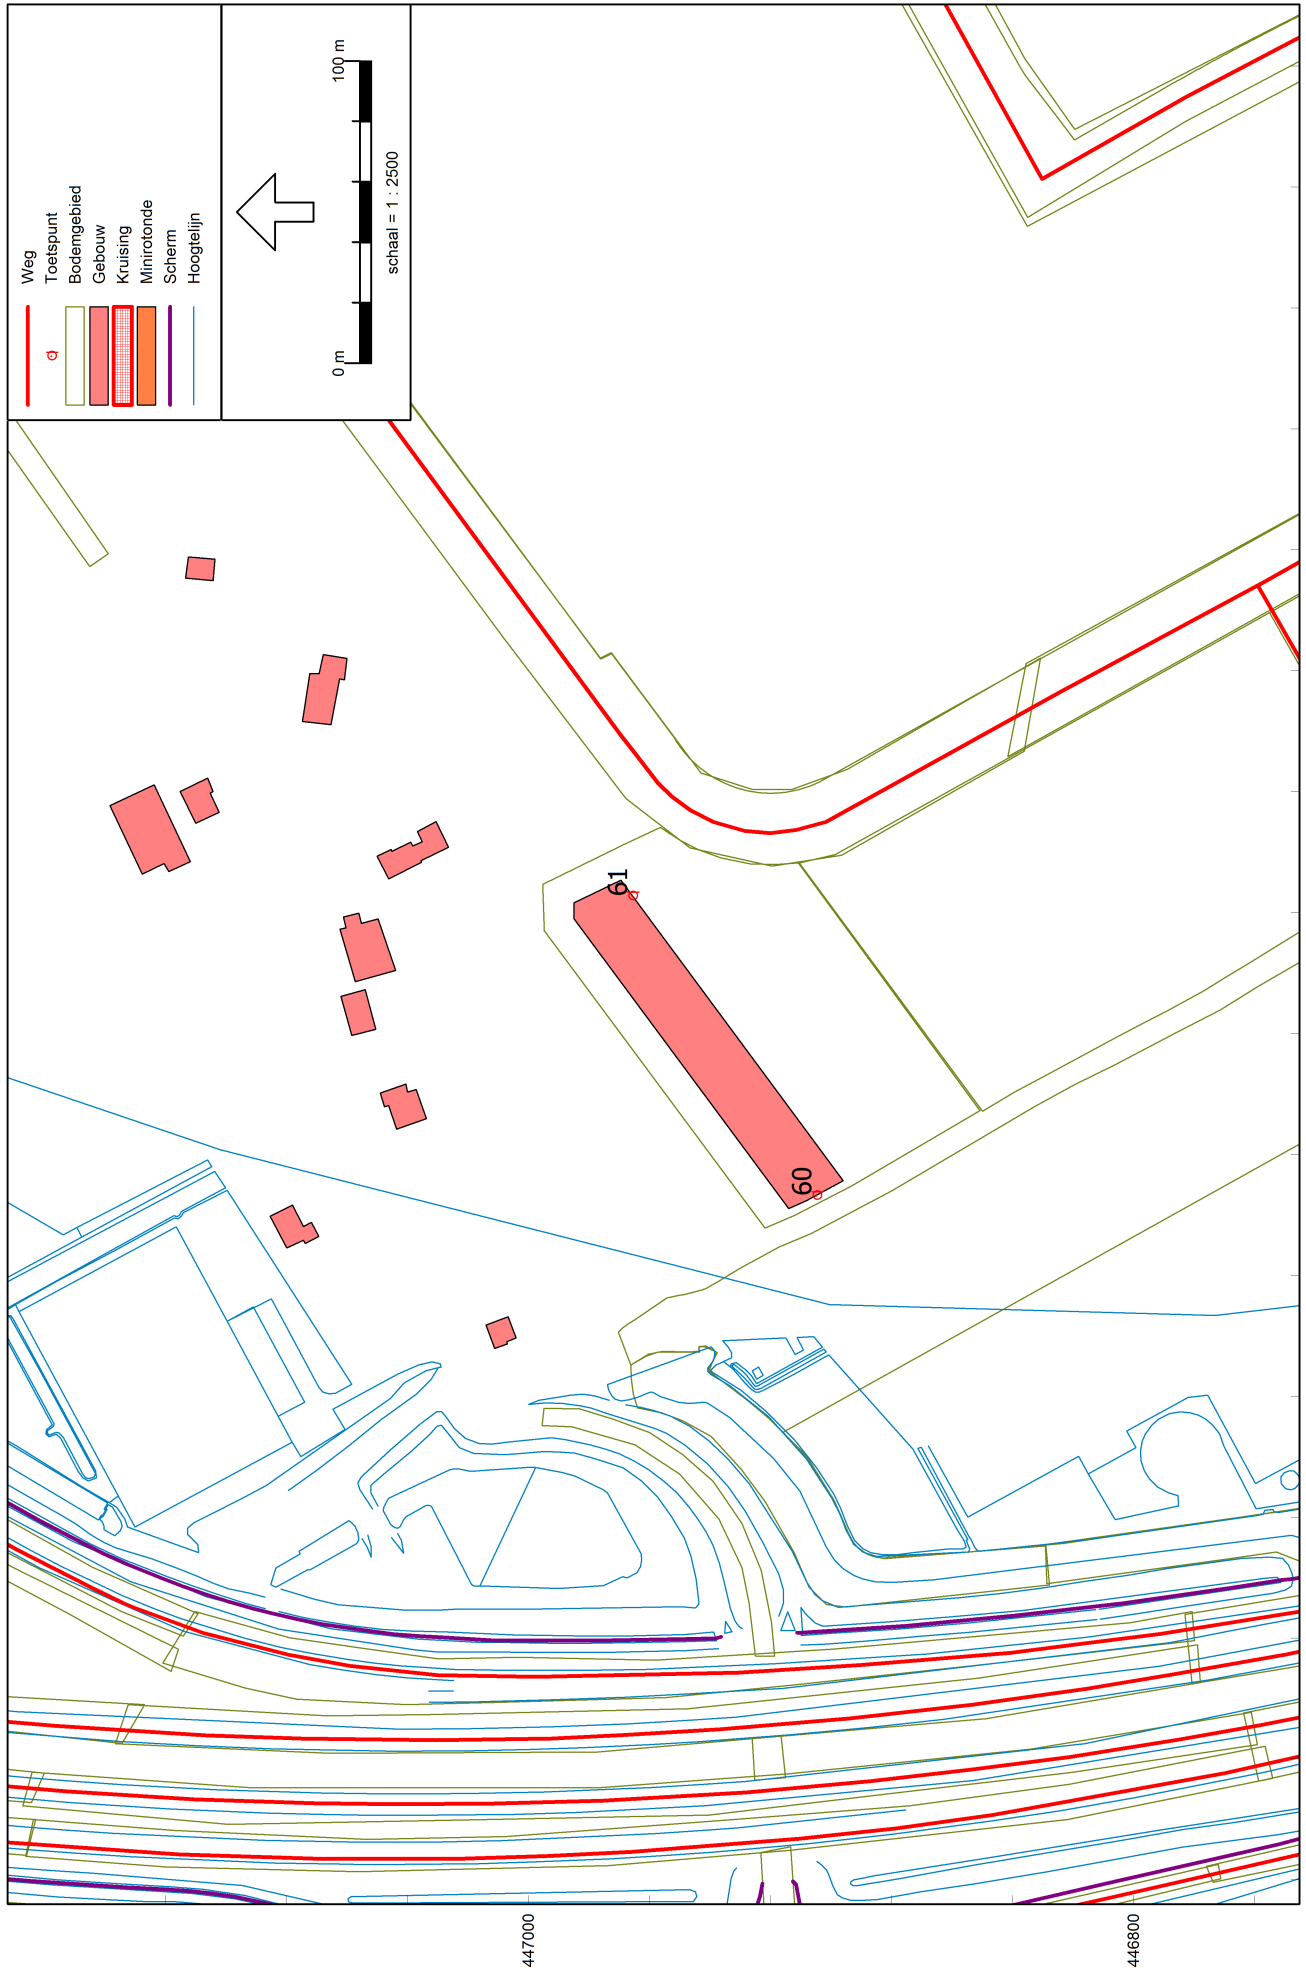 Weg
Toetspunt
Bodemgebied
Gebouw
Kruising
Minirotonde
Scherm
Hoogtelijn
0 m
100 m
schaal = 1 : 2500
61
60
447000
446800